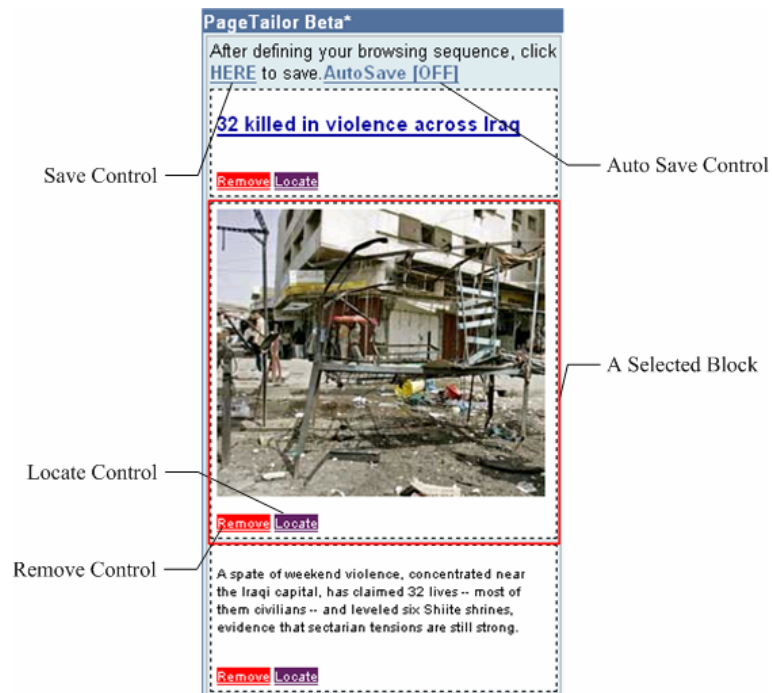 PageTailor Beta*
After defining your browsing sequence, click
HERE to save.AutoSave [OFF]
32 killed in violence across Iraq
Save Control
Auto Save Control
Remove Locate
A Selected Block
Locate Control
Remove Locate
Remove Control
A spate of weekend violence, concentrated near
the Iraqi capital, has claimed 32 lives -- most of
them civilians -- and leveled six Shiite shrines,
evidence that sectarian tensions are still strong.
Remove Locate